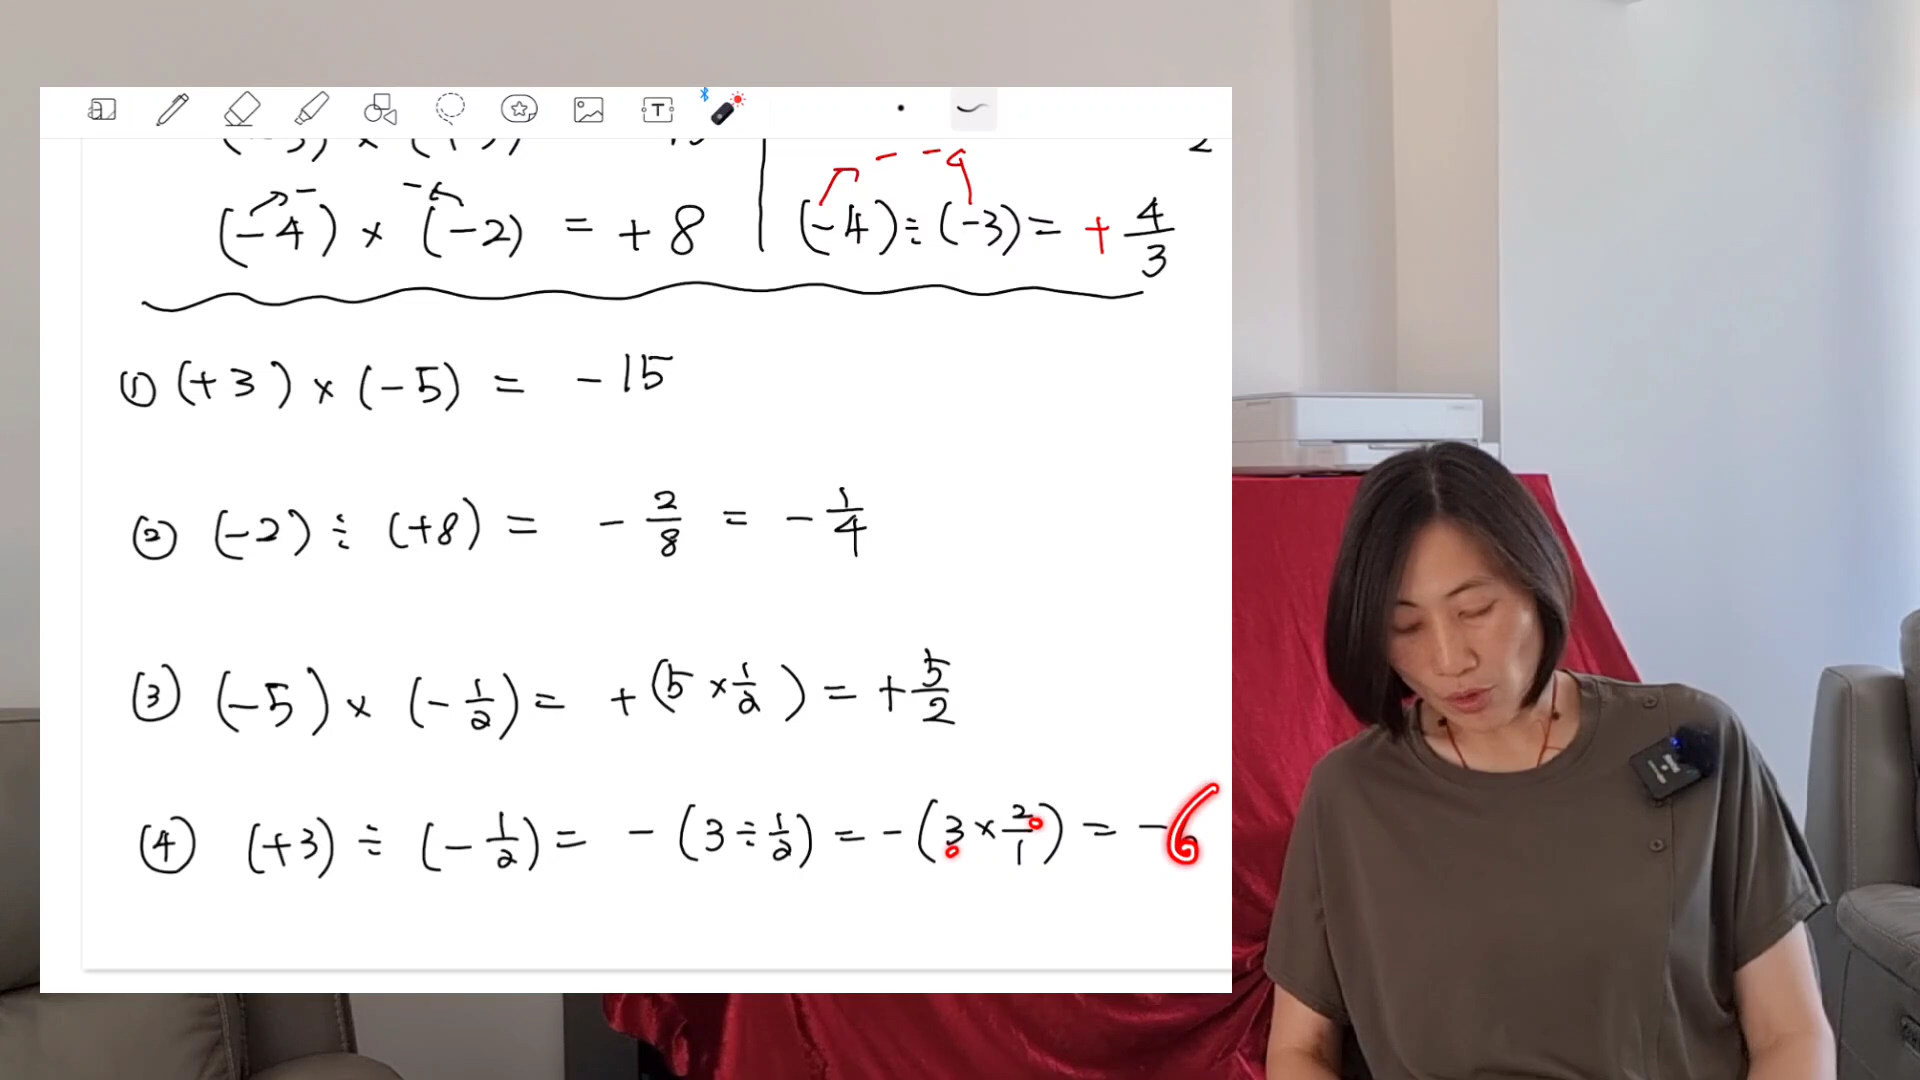 (-4) × (-2) = +8 | (-4) ÷ (-3) = + 4/3
① (+3) × (-5) = -15
② (-2) ÷ (+8) = - 2/8 = - 1/4
(3) (-5) × (- 1/2) = + (5 × 1/2) = + 5/2
(4) (+3) ÷ (- 1/2) = - (3 ÷ 1/2) = - (3 × 2/1) = -6